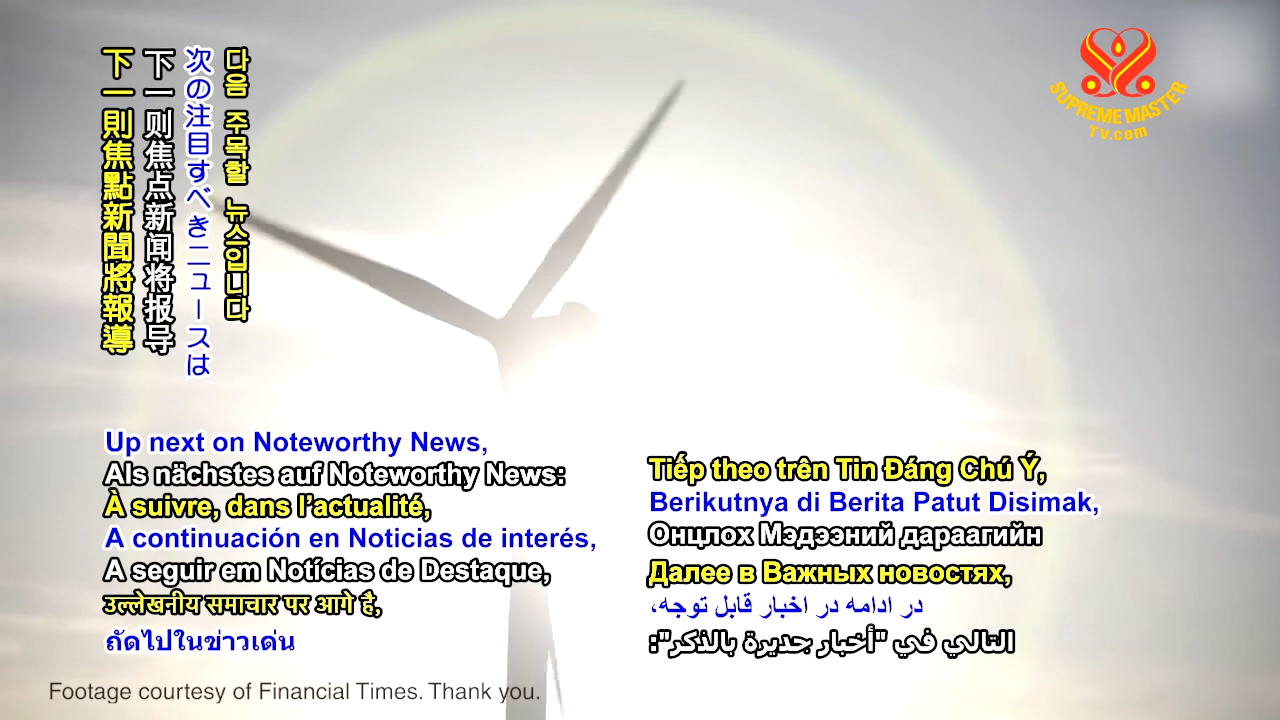 下一則焦點新聞將報導
下一则焦点新闻将报导
次の注目すべきニュースは
다음 주목할 뉴스입니다
SUPREME MASTER
TV.com
Up next on Noteworthy News,
Als nächstes auf Noteworthy News:
À suivre, dans l’actualité,
A continuación en Noticias de interés,
A seguir em Notícias de Destaque,
उल्लेखनीय समाचार पर आगे है,
ถัดไปในข่าวเด่น
Tiếp theo trên Tin Đáng Chú Ý,
Berikutnya di Berita Patut Disimak,
Онцлох Мэдээний дараагийн
Далее в Важных новостях,
در ادامه در اخبار قابل توجه،
التالي في "أخبار جديرة بالذكر":
Footage courtesy of Financial Times. Thank you.